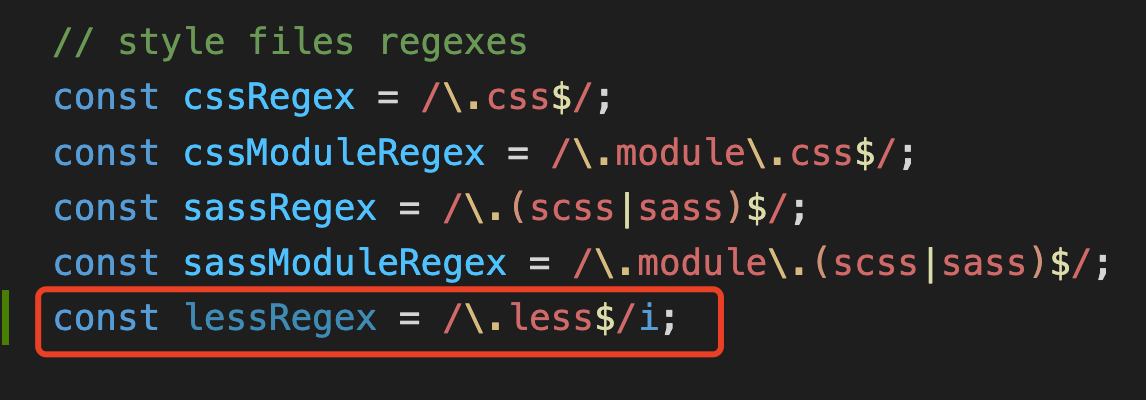 // style files regexes
const cssRegex = /\.css$/;
const cssModuleRegex = /\.module\.css$/;
const sassRegex = /\.(scss|sass)$/;
const sassModuleRegex = /\.module\.(scss|sass)$/;
const lessRegex = /\.less$/i;